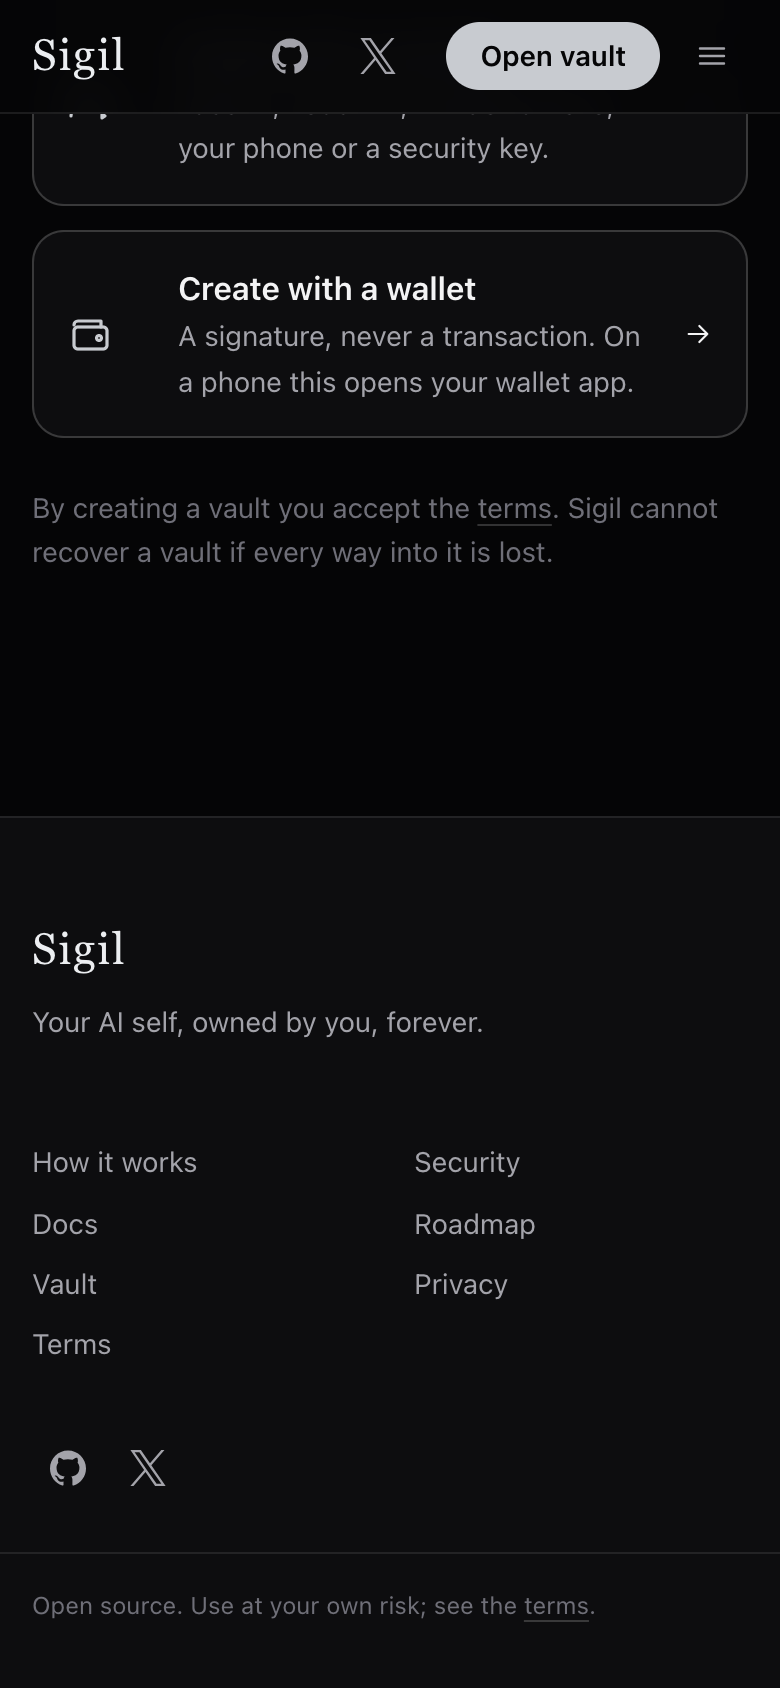 Sigil
Open vault
your phone or a security key.
Create with a wallet
A signature, never a transaction. On
a phone this opens your wallet app.
By creating a vault you accept the terms. Sigil cannot
recover a vault if every way into it is lost.
Sigil
Your AI self, owned by you, forever.
How it works
Security
Docs
Roadmap
Vault
Privacy
Terms
Open source. Use at your own risk; see the terms.